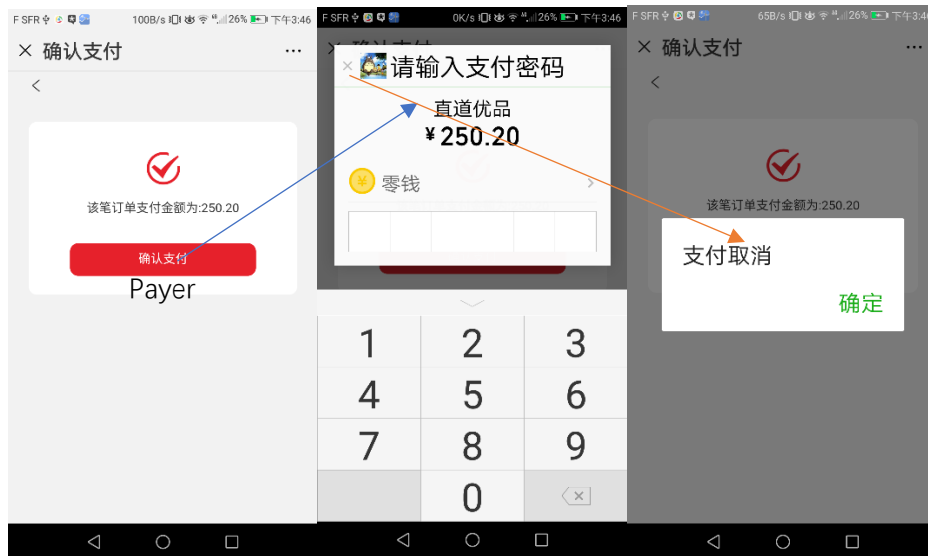 F SFR 100B/s 26% 下午3:46
× 确认支付 ...
<
该笔订单支付金额为:250.20
确认支付
Payer
F SFR 0K/s 26% 下午3:46
× 请输入支付密码
直道优品
¥250.20
¥ 零钱 >
1 2 3
4 5 6
7 8 9
0
F SFR 65B/s 26% 下午3:46
× 确认支付 ...
<
该笔订单支付金额为:250.20
支付取消
确定